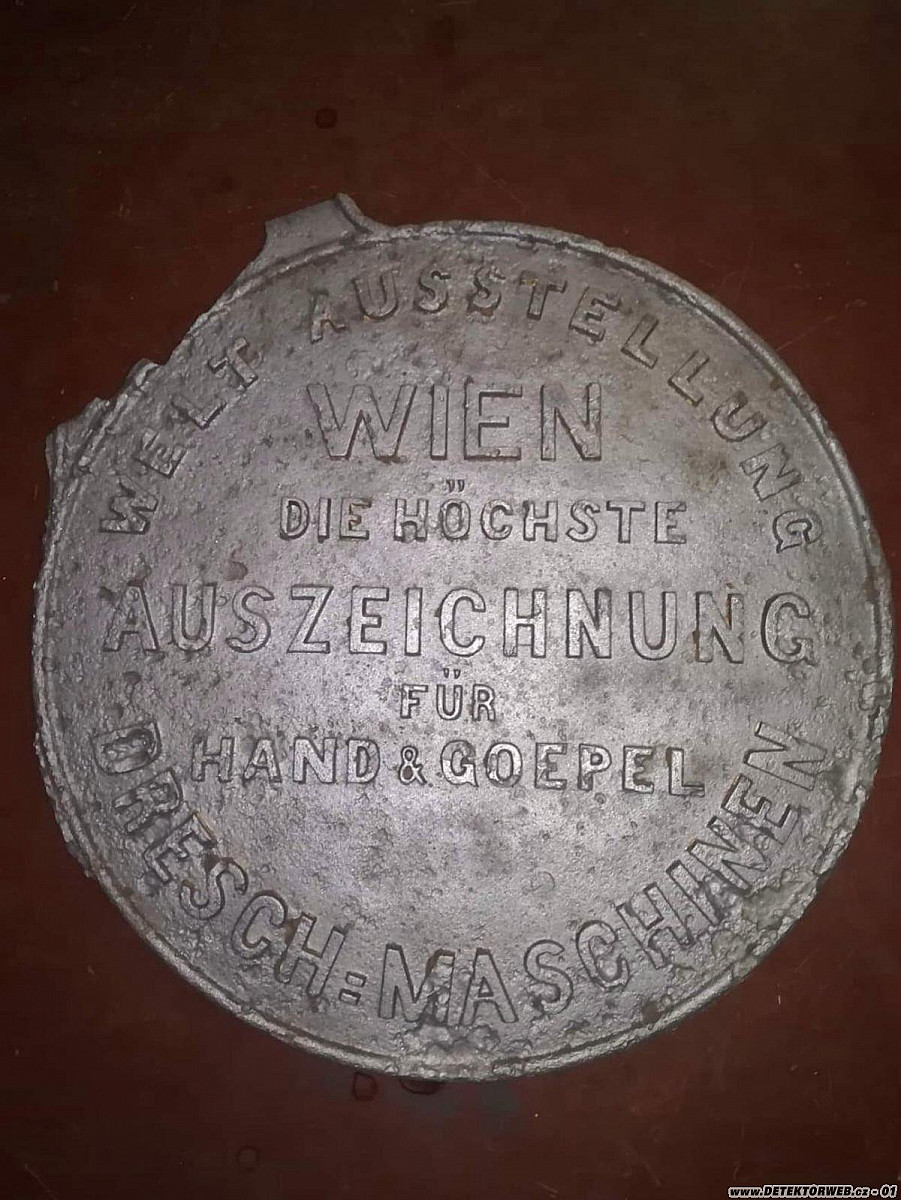 WELT AUSSTELLUNG
WIEN
DIE HÖCHSTE
AUSZEICHNUNG
FÜR
HAND & GOEPEL
DRESCH=MASCHINEN
www.DETEKTORWEB.cz - 01